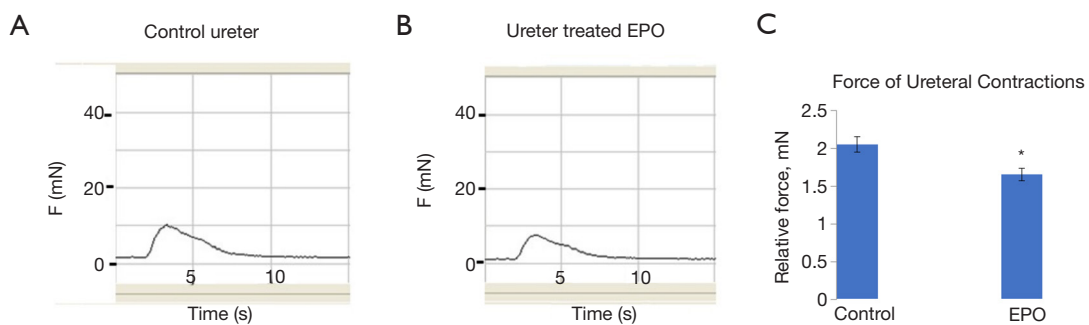 A
Control ureter
F (mN)
40
20
0
5
10
Time (s)
B
Ureter treated EPO
F (mN)
40
20
0
5
10
Time (s)
C
Force of Ureteral Contractions
Relative force, mN
2.5
2
1.5
1
0.5
0
*
Control
EPO